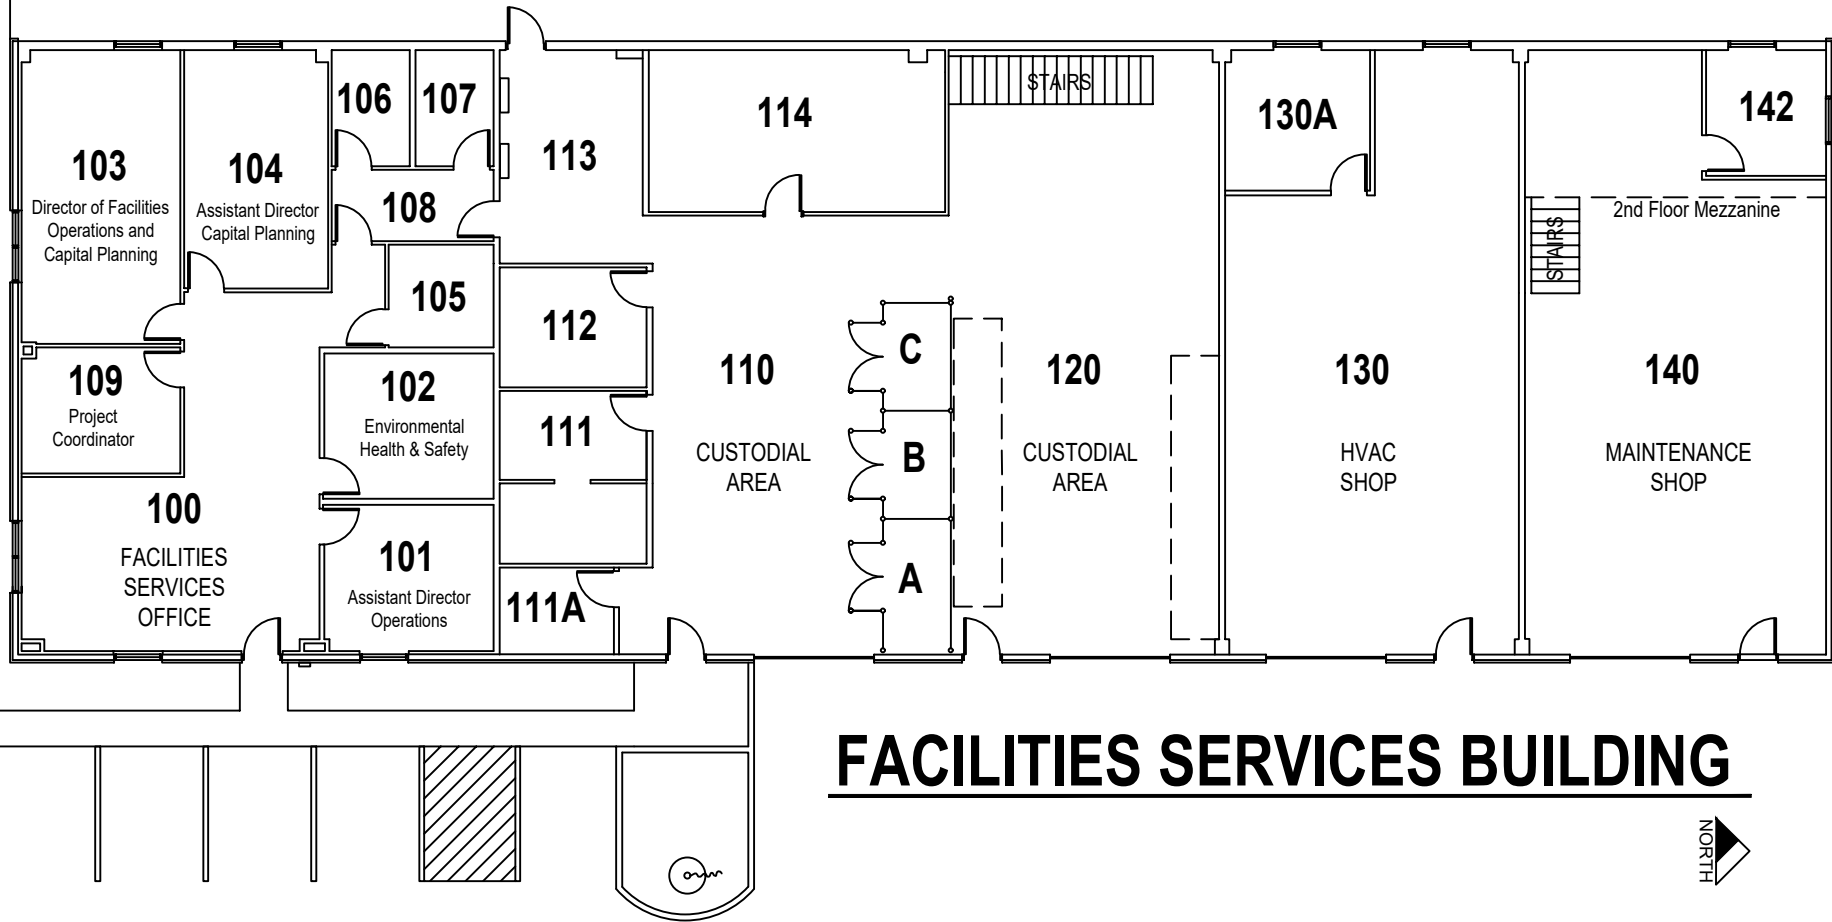 103
Director of Facilities
Operations and
Capital Planning
104
Assistant Director
Capital Planning
106
107
108
105
109
Project
Coordinator
102
Environmental
Health & Safety
100
FACILITIES
SERVICES
OFFICE
101
Assistant Director
Operations
113
114
112
111
111A
110
CUSTODIAL
AREA
C
B
A
STAIRS
120
CUSTODIAL
AREA
130A
130
HVAC
SHOP
142
2nd Floor Mezzanine
STAIRS
140
MAINTENANCE
SHOP
FACILITIES SERVICES BUILDING
NORTH